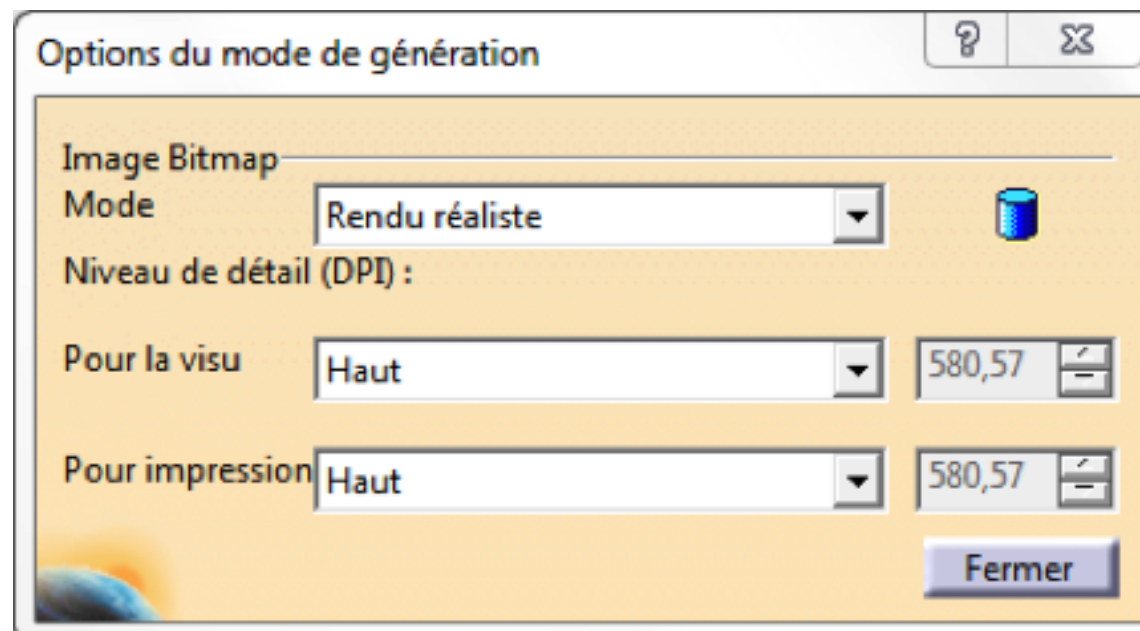 Options du mode de génération
Image Bitmap
Mode Rendu réaliste
Niveau de détail (DPI) :
Pour la visu Haut 580,57
Pour impression Haut 580,57
Fermer